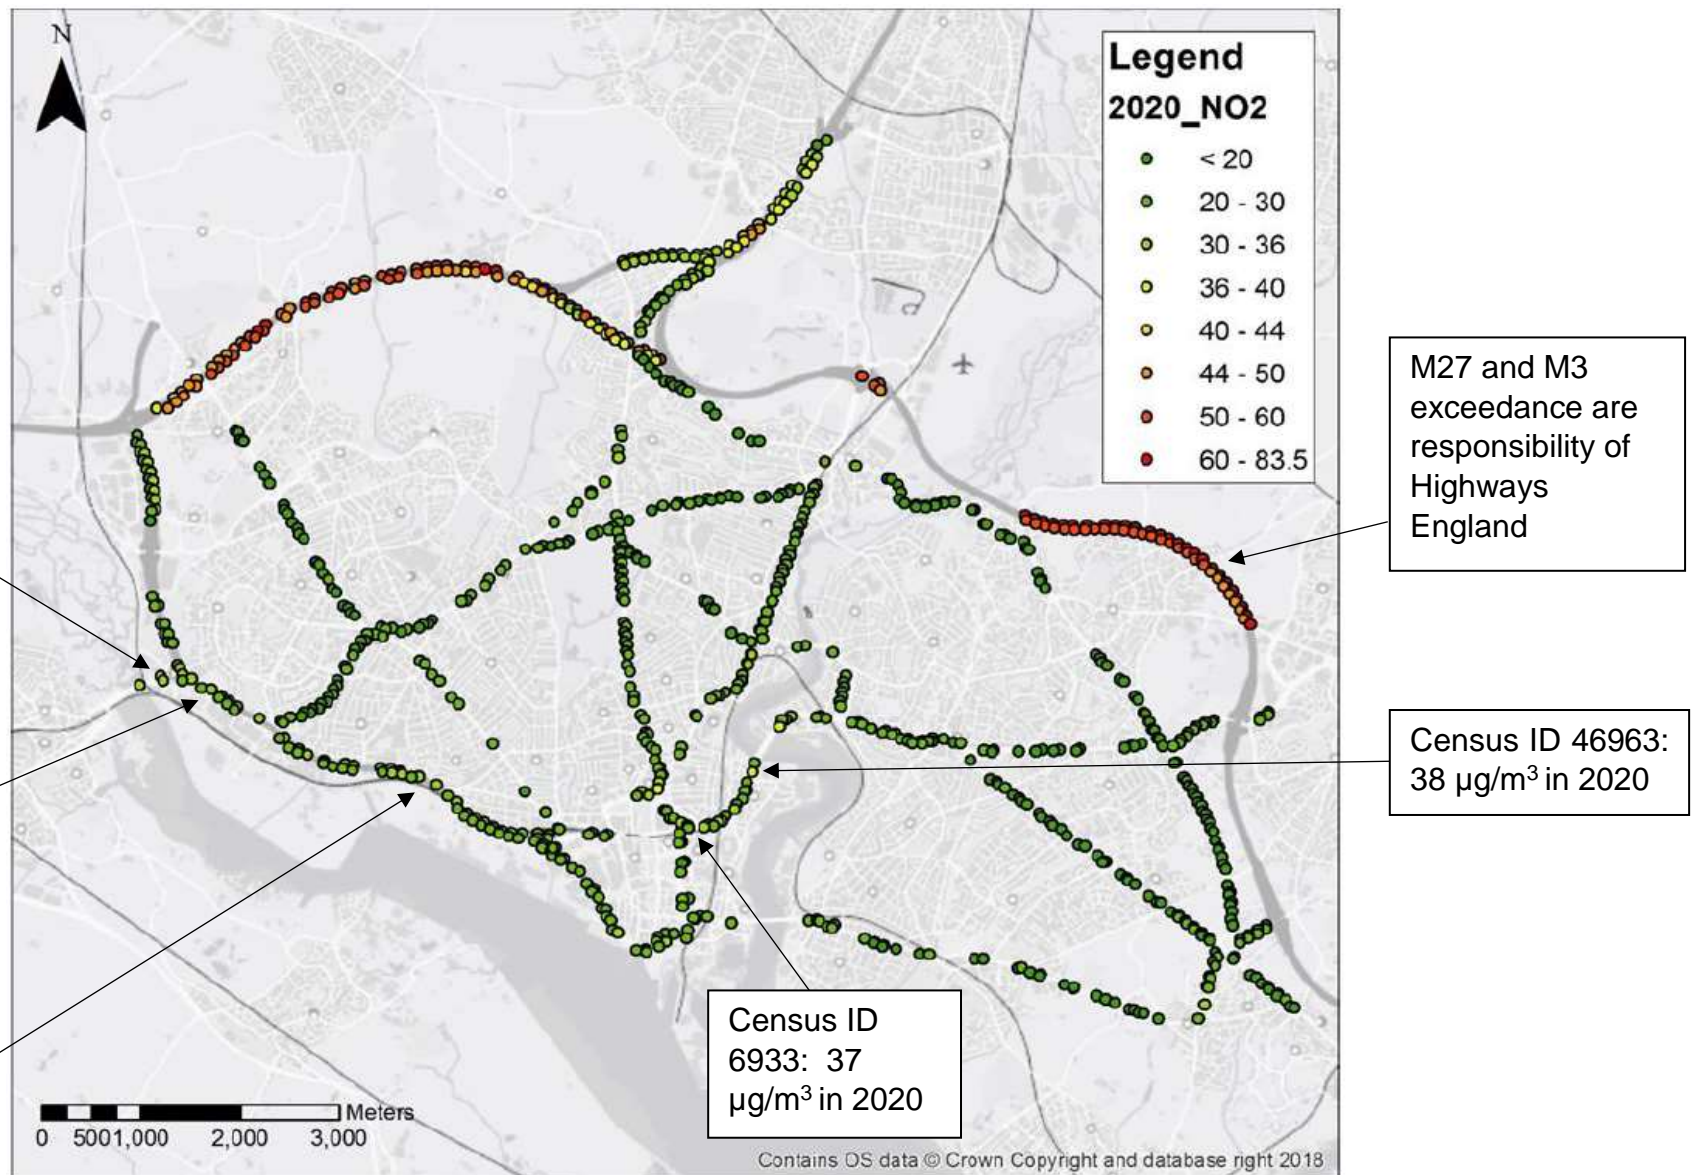 N
Legend
2020_NO2
< 20
20 - 30
30 - 36
36 - 40
40 - 44
44 - 50
50 - 60
60 - 83.5
M27 and M3
exceedance are
responsibility of
Highways
England
Census ID 46963:
38 µg/m³ in 2020
Census ID
6933: 37
µg/m³ in 2020
Meters
0 500 1,000 2,000 3,000
Contains OS data © Crown Copyright and database right 2018